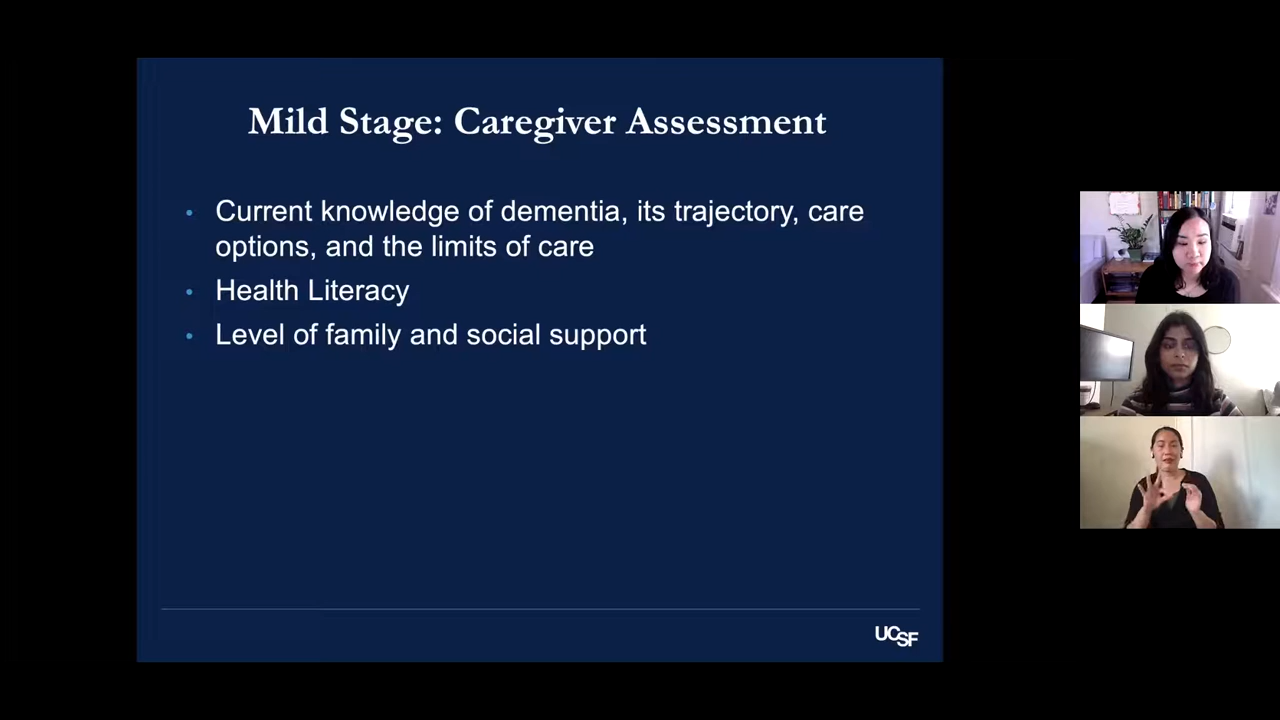 Mild Stage: Caregiver Assessment
• Current knowledge of dementia, its trajectory, care
options, and the limits of care
• Health Literacy
• Level of family and social support
UCSF